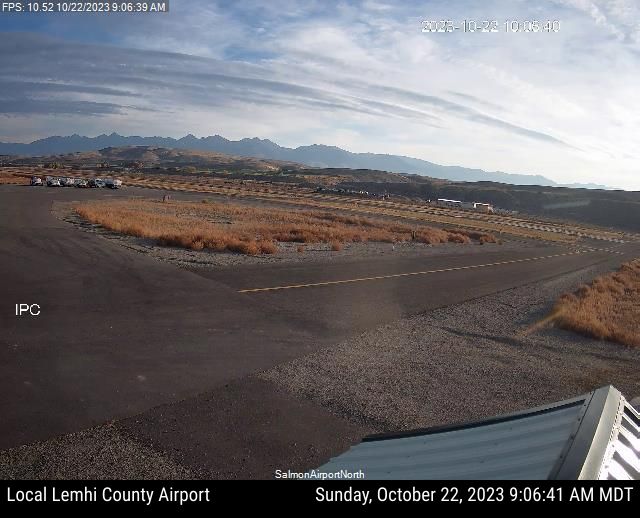 FPS: 10.52 10/22/2023 9:06:39 AM
2023-10-22 10:06:40
IPC
SalmonAirportNorth
Local Lemhi County Airport
Sunday, October 22, 2023 9:06:41 AM MDT